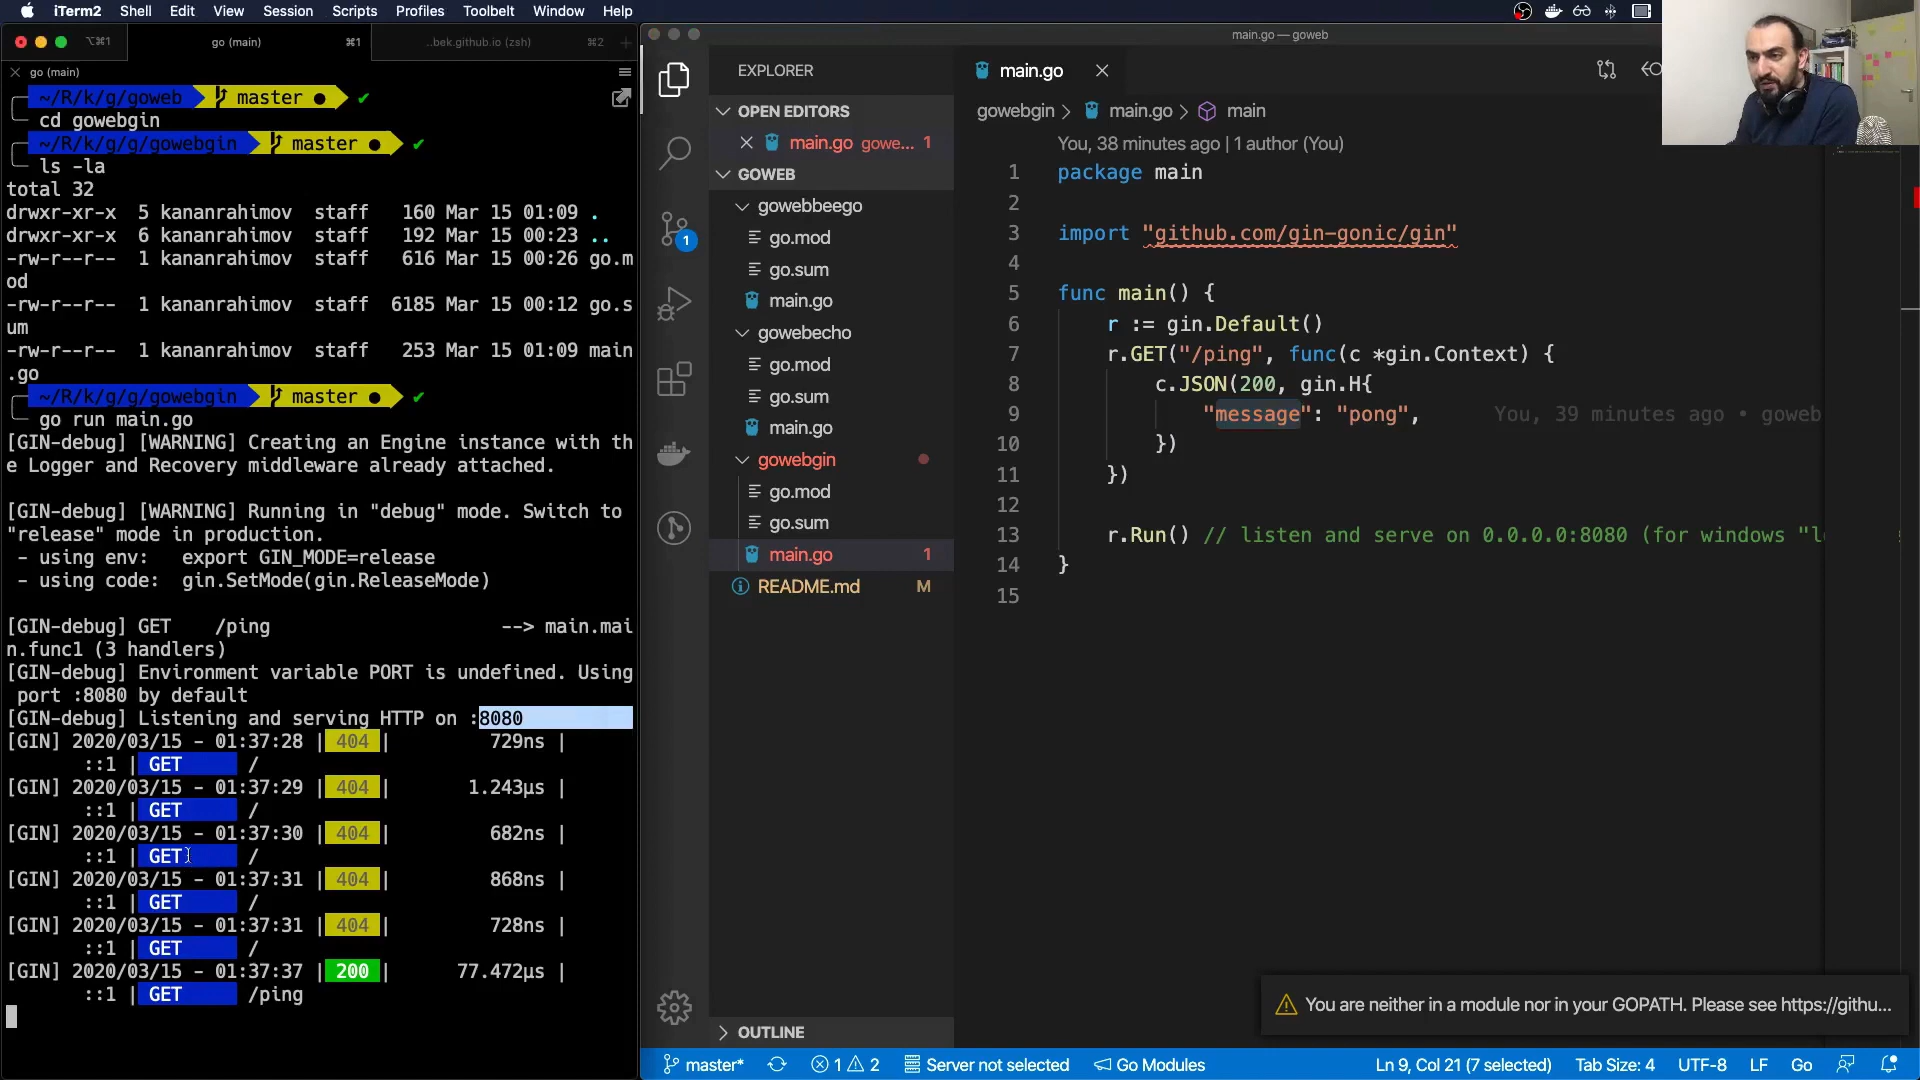 iTerm2 Shell Edit View Session Scripts Profiles Toolbelt Window Help
⌥⌘1 go (main) ⌘1 ..bek.github.io (zsh) ⌘2 +
go (main)
~/R/k/g/goweb master ● ✔
cd gowebgin
~/R/k/g/g/gowebgin master ● ✔
ls -la
total 32
drwxr-xr-x 5 kananrahimov staff 160 Mar 15 01:09 .
drwxr-xr-x 6 kananrahimov staff 192 Mar 15 00:23 ..
-rw-r--r-- 1 kananrahimov staff 616 Mar 15 00:26 go.m
od
-rw-r--r-- 1 kananrahimov staff 6185 Mar 15 00:12 go.s
um
-rw-r--r-- 1 kananrahimov staff 253 Mar 15 01:09 main
.go
~/R/k/g/g/gowebgin master ● ✔
go run main.go
[GIN-debug] [WARNING] Creating an Engine instance with th
e Logger and Recovery middleware already attached.
[GIN-debug] [WARNING] Running in "debug" mode. Switch to
"release" mode in production.
- using env: export GIN_MODE=release
- using code: gin.SetMode(gin.ReleaseMode)
[GIN-debug] GET /ping --> main.mai
n.func1 (3 handlers)
[GIN-debug] Environment variable PORT is undefined. Using
port :8080 by default
[GIN-debug] Listening and serving HTTP on :8080
[GIN] 2020/03/15 - 01:37:28 | 404 | 729ns |
::1 | GET /
[GIN] 2020/03/15 - 01:37:29 | 404 | 1.243µs |
::1 | GET /
[GIN] 2020/03/15 - 01:37:30 | 404 | 682ns |
::1 | GET /
[GIN] 2020/03/15 - 01:37:31 | 404 | 868ns |
::1 | GET /
[GIN] 2020/03/15 - 01:37:31 | 404 | 728ns |
::1 | GET /
[GIN] 2020/03/15 - 01:37:37 | 200 | 77.472µs |
::1 | GET /ping
main.go — goweb
EXPLORER
OPEN EDITORS
main.go gowe... 1
GOWEB
gowebbeego
go.mod
go.sum
main.go
gowebecho
go.mod
go.sum
main.go
gowebgin
go.mod
go.sum
main.go 1
README.md M
OUTLINE
1
main.go
gowebgin > main.go > main
You, 38 minutes ago | 1 author (You)
1 package main
2
3 import "github.com/gin-gonic/gin"
4
5 func main() {
6 r := gin.Default()
7 r.GET("/ping", func(c *gin.Context) {
8 c.JSON(200, gin.H{
9 "message": "pong", You, 39 minutes ago • goweb
10 })
11 })
12
13 r.Run() // listen and serve on 0.0.0.0:8080 (for windows "l
14 }
15
You are neither in a module nor in your GOPATH. Please see https://githu...
master* 1 2 Server not selected Go Modules Ln 9, Col 21 (7 selected) Tab Size: 4 UTF-8 LF Go